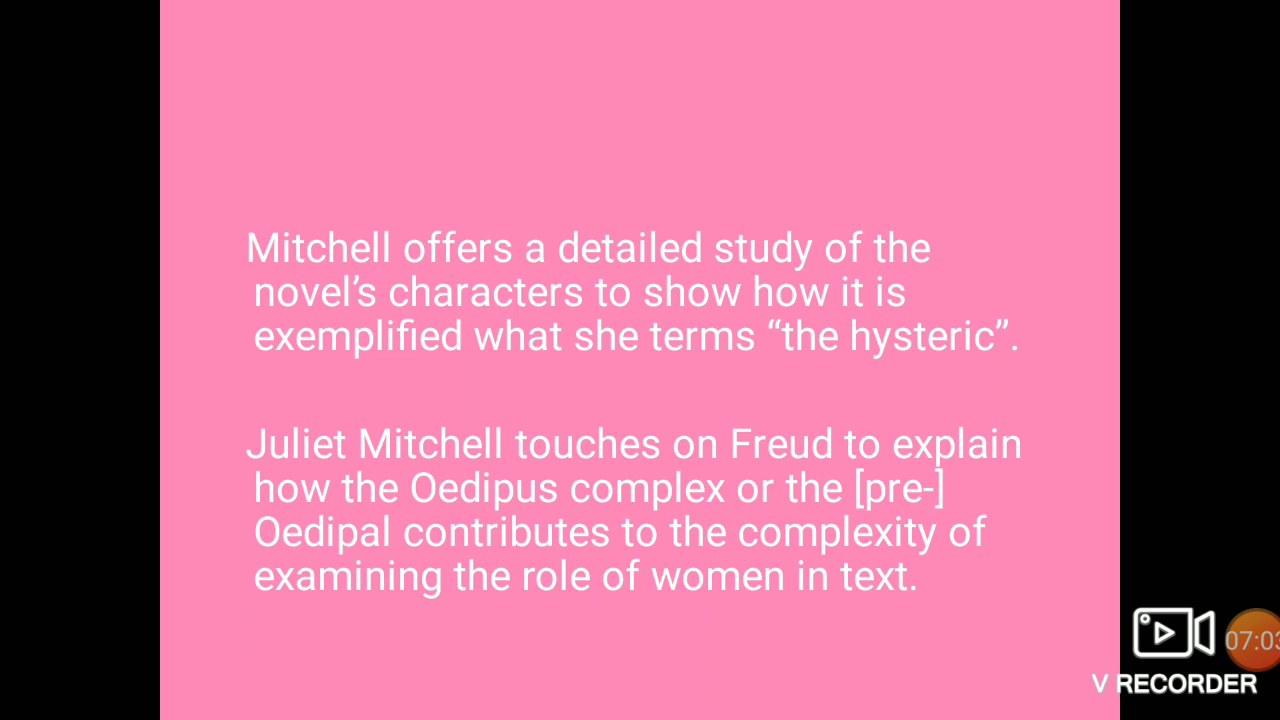 Mitchell offers a detailed study of the
novel’s characters to show how it is
exemplified what she terms “the hysteric”.
Juliet Mitchell touches on Freud to explain
how the Oedipus complex or the [pre-]
Oedipal contributes to the complexity of
examining the role of women in text.
07:03
V RECORDER